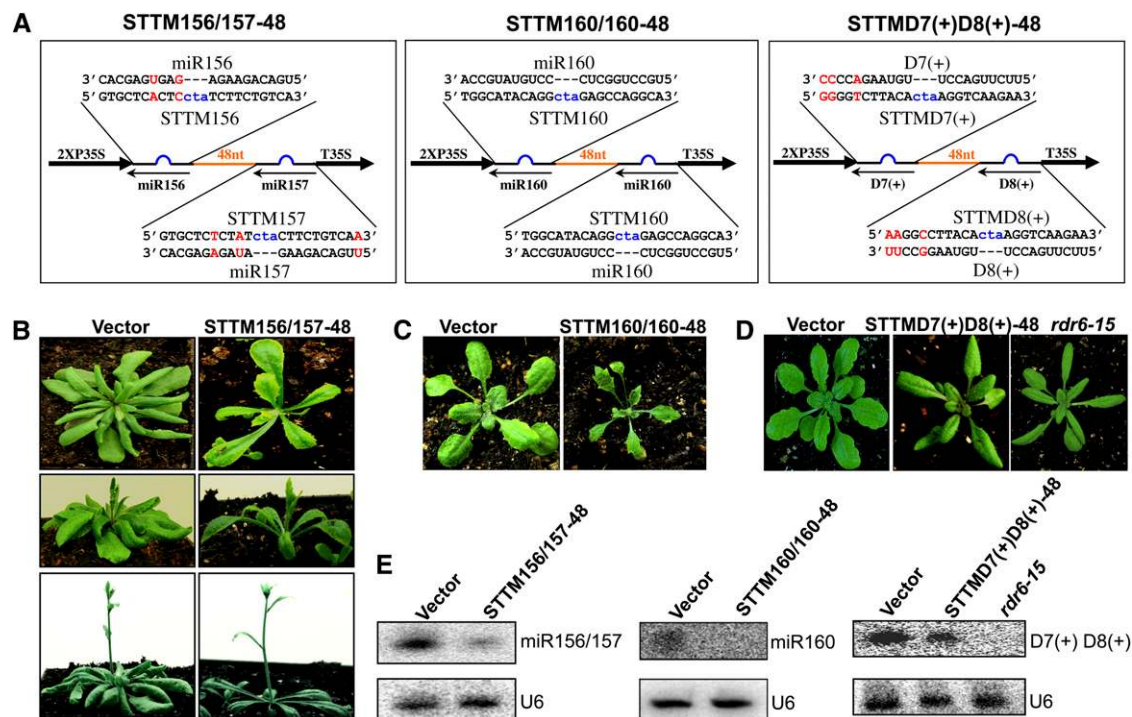 A
STTM156/157-48
STTM160/160-48
STTMD7(+)D8(+)-48
miR156
3'CACGAGUGAG---AGAAGACAGU5'
5'GTGCTCACTCctaTCTTCTGTCA3'
STTM156
2XP35S
48nt
T35S
miR156
miR157
STTM157
5'GTGCTCTCTATctaCTTCTGTCAA3'
3'CACGAGAGAUA---GAAGACAGUU5'
miR157
miR160
3'ACCGUAUGUCC---CUCGGUCCGU5'
5'TGGCATACAGGctaGAGCCAGGCA3'
STTM160
2XP35S
48nt
T35S
miR160
miR160
STTM160
5'TGGCATACAGGctaGAGCCAGGCA3'
3'ACCGUAUGUCC---CUCGGUCCGU5'
miR160
D7(+)
3'CCCCAGAAUGU---UUCCAGUUCUU5'
5'GGGGTCTTACActaAAGGTCAAGAA3'
STTMD7(+)
2XP35S
48nt
T35S
D7(+)
D8(+)
STTMD8(+)
5'AAGGCCTTACActaAGGTCAAGAA3'
3'UUCCGGAAUGU---UCCAGUUCUU5'
D8(+)
B
Vector
STTM156/157-48
C
Vector
STTM160/160-48
D
Vector
STTMD7(+)D8(+)-48
rdr6-15
E
Vector
STTM156/157-48
miR156/157
U6
Vector
STTM160/160-48
miR160
U6
Vector
STTMD7(+)D8(+)-48
rdr6-15
D7(+) D8(+)
U6